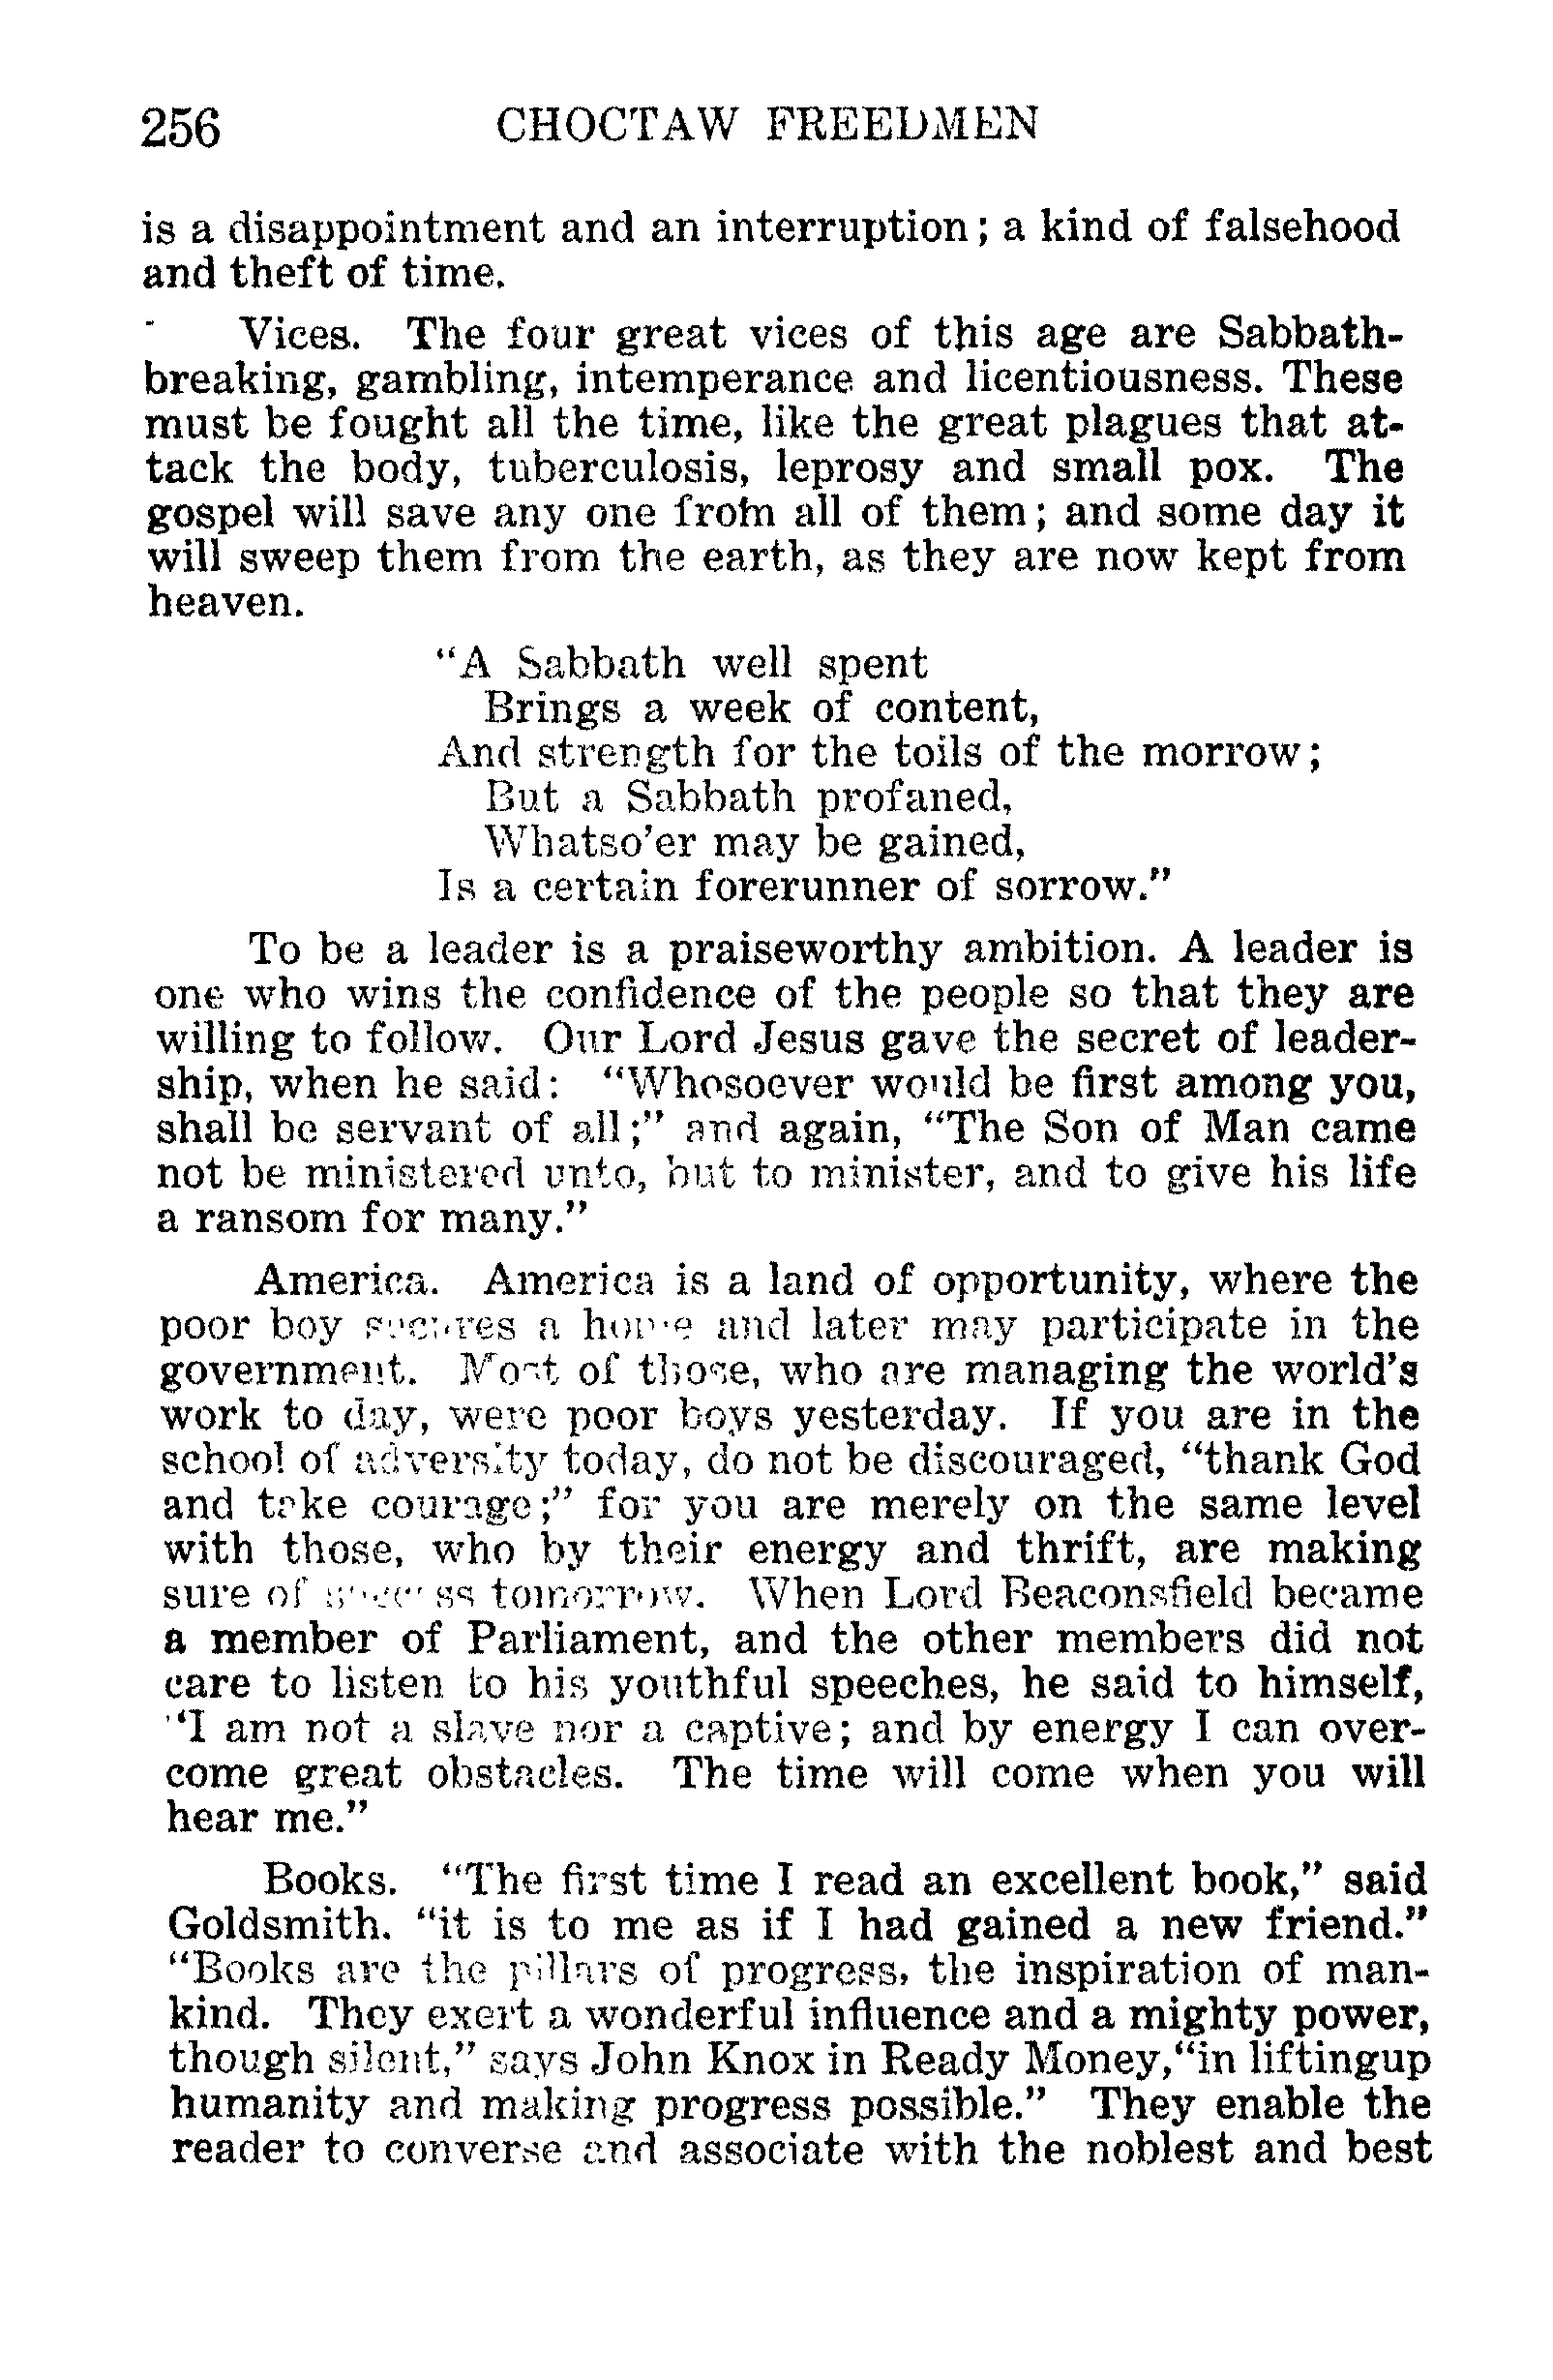 256 CHOCTAW FREEDMEN
is a disappointment and an interruption; a kind of falsehood
and theft of time.
Vices. The four great vices of this age are Sabbath-
breaking, gambling, intemperance and licentiousness. These
must be fought all the time, like the great plagues that at-
tack the body, tuberculosis, leprosy and small pox. The
gospel will save any one from all of them; and some day it
will sweep them from the earth, as they are now kept from
heaven.
"A Sabbath well spent
Brings a week of content,
And strength for the toils of the morrow;
But a Sabbath profaned,
Whatso'er may be gained,
Is a certain forerunner of sorrow."
To be a leader is a praiseworthy ambition. A leader is
one who wins the confidence of the people so that they are
willing to follow. Our Lord Jesus gave the secret of leader-
ship, when he said: "Whosoever would be first among you,
shall be servant of all;" and again, "The Son of Man came
not be ministered unto, but to minister, and to give his life
a ransom for many."
America. America is a land of opportunity, where the
poor boy secures a home and later may participate in the
government. Most of those, who are managing the world's
work to day, were poor boys yesterday. If you are in the
school of adversity today, do not be discouraged, "thank God
and take courage;" for you are merely on the same level
with those, who by their energy and thrift, are making
sure of success tomorrow. When Lord Beaconsfield became
a member of Parliament, and the other members did not
care to listen to his youthful speeches, he said to himself,
"I am not a slave nor a captive; and by energy I can over-
come great obstacles. The time will come when you will
hear me."
Books. "The first time I read an excellent book," said
Goldsmith. "it is to me as if I had gained a new friend."
"Books are the pillars of progress, the inspiration of man-
kind. They exert a wonderful influence and a mighty power,
though silent," says John Knox in Ready Money,"in liftingup
humanity and making progress possible." They enable the
reader to converse and associate with the noblest and best